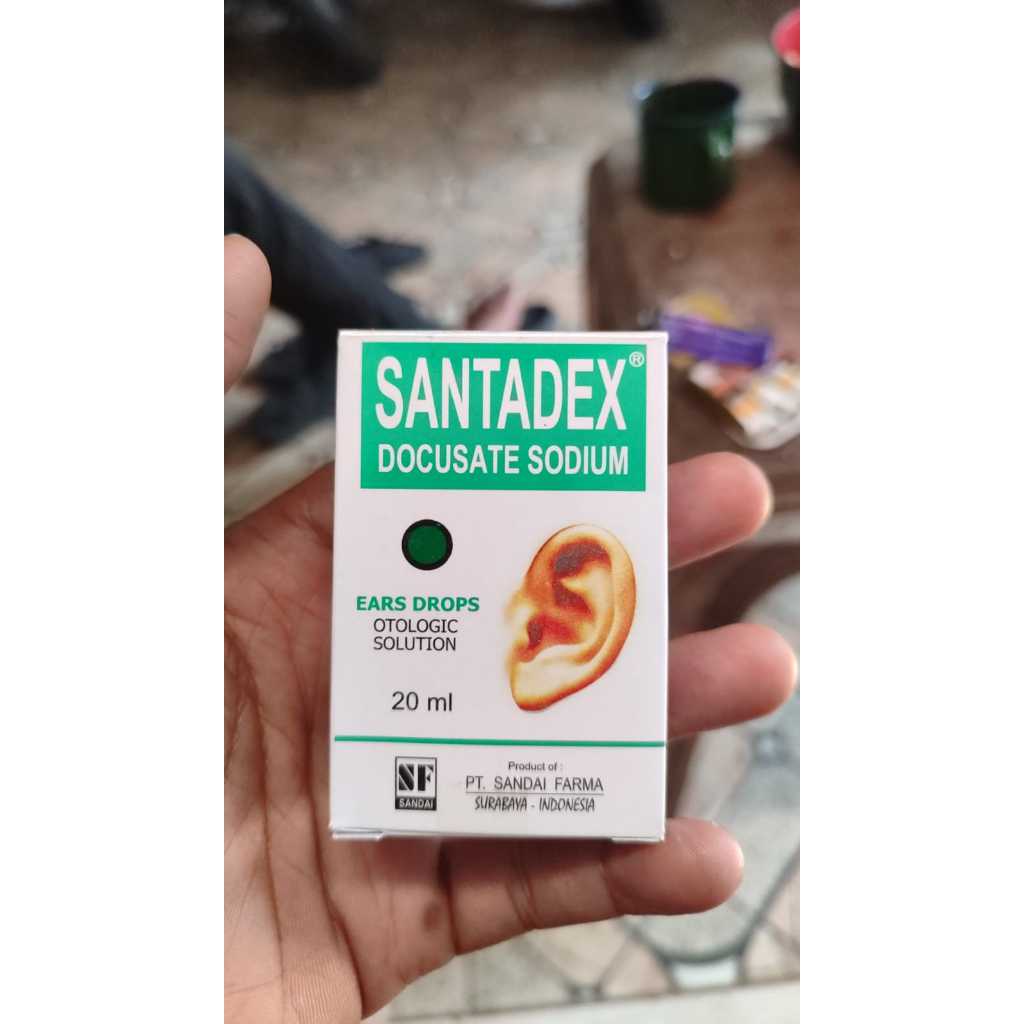 SANTADEX®
DOCUSATE SODIUM
EARS DROPS
OTOLOGIC
SOLUTION
20 ml
SF
SANDAI
Product of :
PT. SANDAI FARMA
SURABAYA - INDONESIA